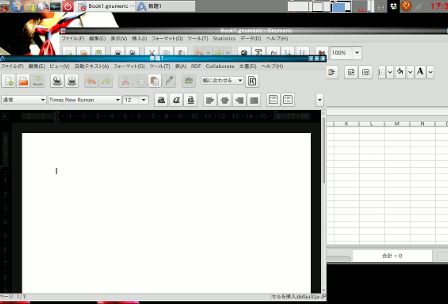 Book1.gnumeric 無題1
17:3
Book1.gnumeric - Gnumeric
ファイル(F) 編集(E) 表示(V) 挿入(I) フォーマット(O) ツール(T) Statistics データ(D) ヘルプ(H)
100%
無題1
ファイル(F) 編集(E) ビュー(V) 自動テキスト(A) フォーマット(O) ツール(T) 表(A) RDF Collaborate 文書(D) ヘルプ(H)
幅に合わせる
通常 Times New Roman 12 a a a
K L M N
合計 = 0
ページ: 1/1 セルを挿入 default ja-JP